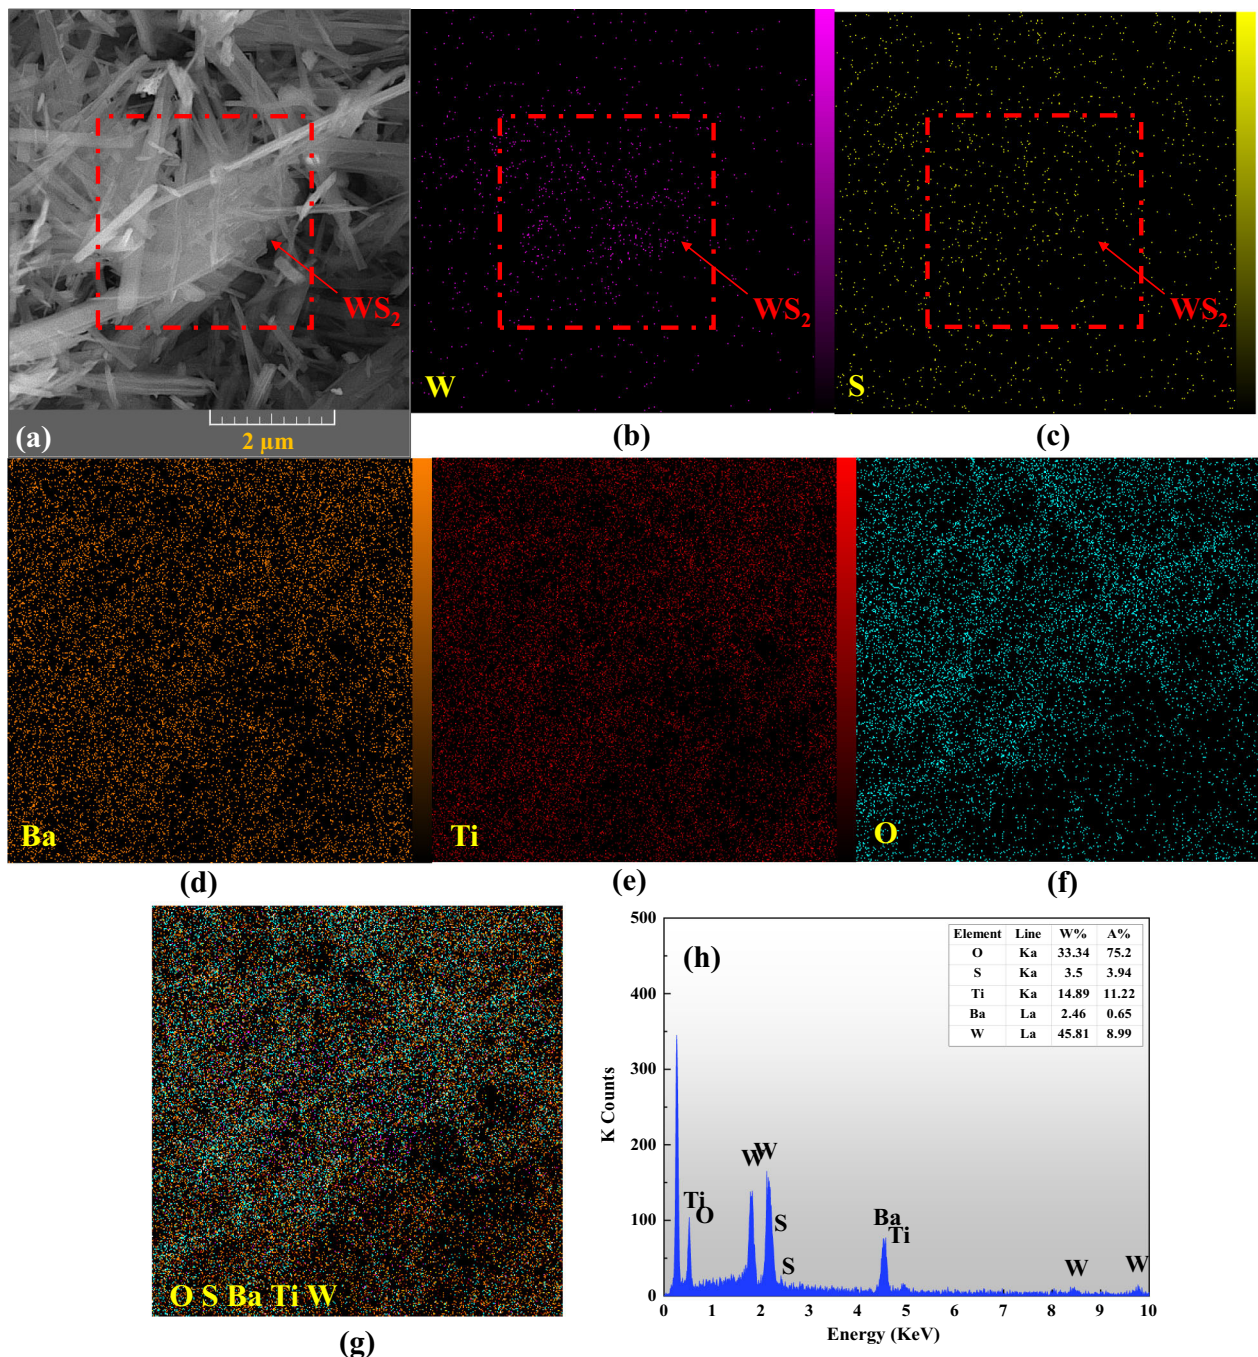 WS2
(a)
2 μm
WS2
W
(b)
WS2
S
(c)
Ba
(d)
Ti
(e)
O
(f)
O S Ba Ti W
(g)
(h)
Element Line W% A%
O Ka 33.34 75.2
S Ka 3.5 3.94
Ti Ka 14.89 11.22
Ba La 2.46 0.65
W La 45.81 8.99
K Counts
500
400
300
200
100
0
Ti
O
W
W
S
S
Ba
Ti
W
W
0 1 2 3 4 5 6 7 8 9 10
Energy (KeV)